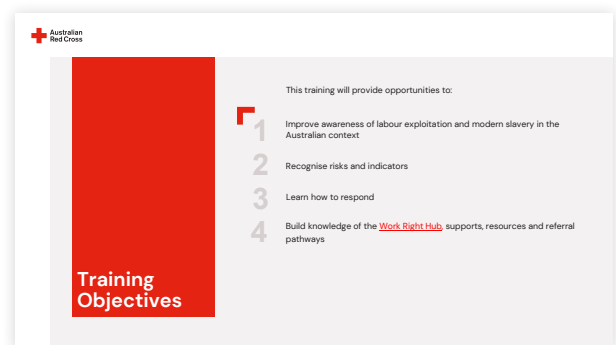 Australian
Red Cross
This training will provide opportunities to:
1
Improve awareness of labour exploitation and modern slavery in the
Australian context
2
Recognise risks and indicators
3
Learn how to respond
4
Build knowledge of the Work Right Hub, supports, resources and referral
pathways
Training
Objectives